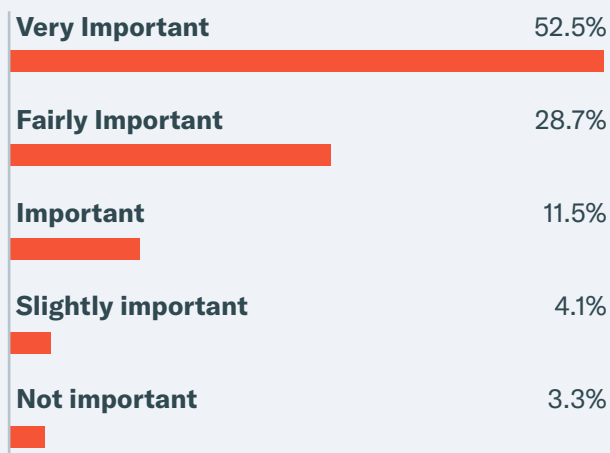 Very Important 52.5%
Fairly Important 28.7%
Important 11.5%
Slightly important 4.1%
Not important 3.3%